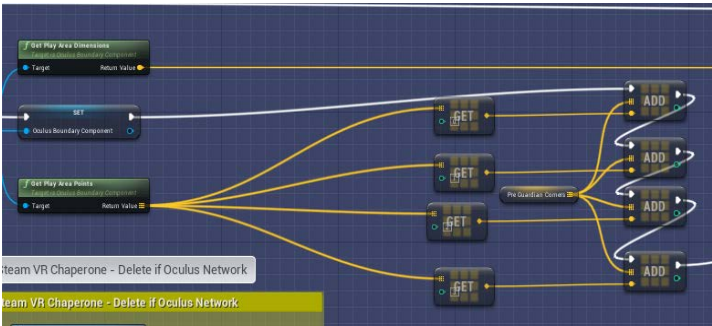 Get Play Area Dimensions
Target is Oculus Boundary Component
Target
Return Value
SET
Oculus Boundary Component
Get Play Area Points
Target is Oculus Boundary Component
Target
Return Value
GET
GET
GET
GET
Pre Guardian Corners
ADD
ADD
ADD
ADD
Steam VR Chaperone - Delete if Oculus Network
Steam VR Chaperone - Delete if Oculus Network